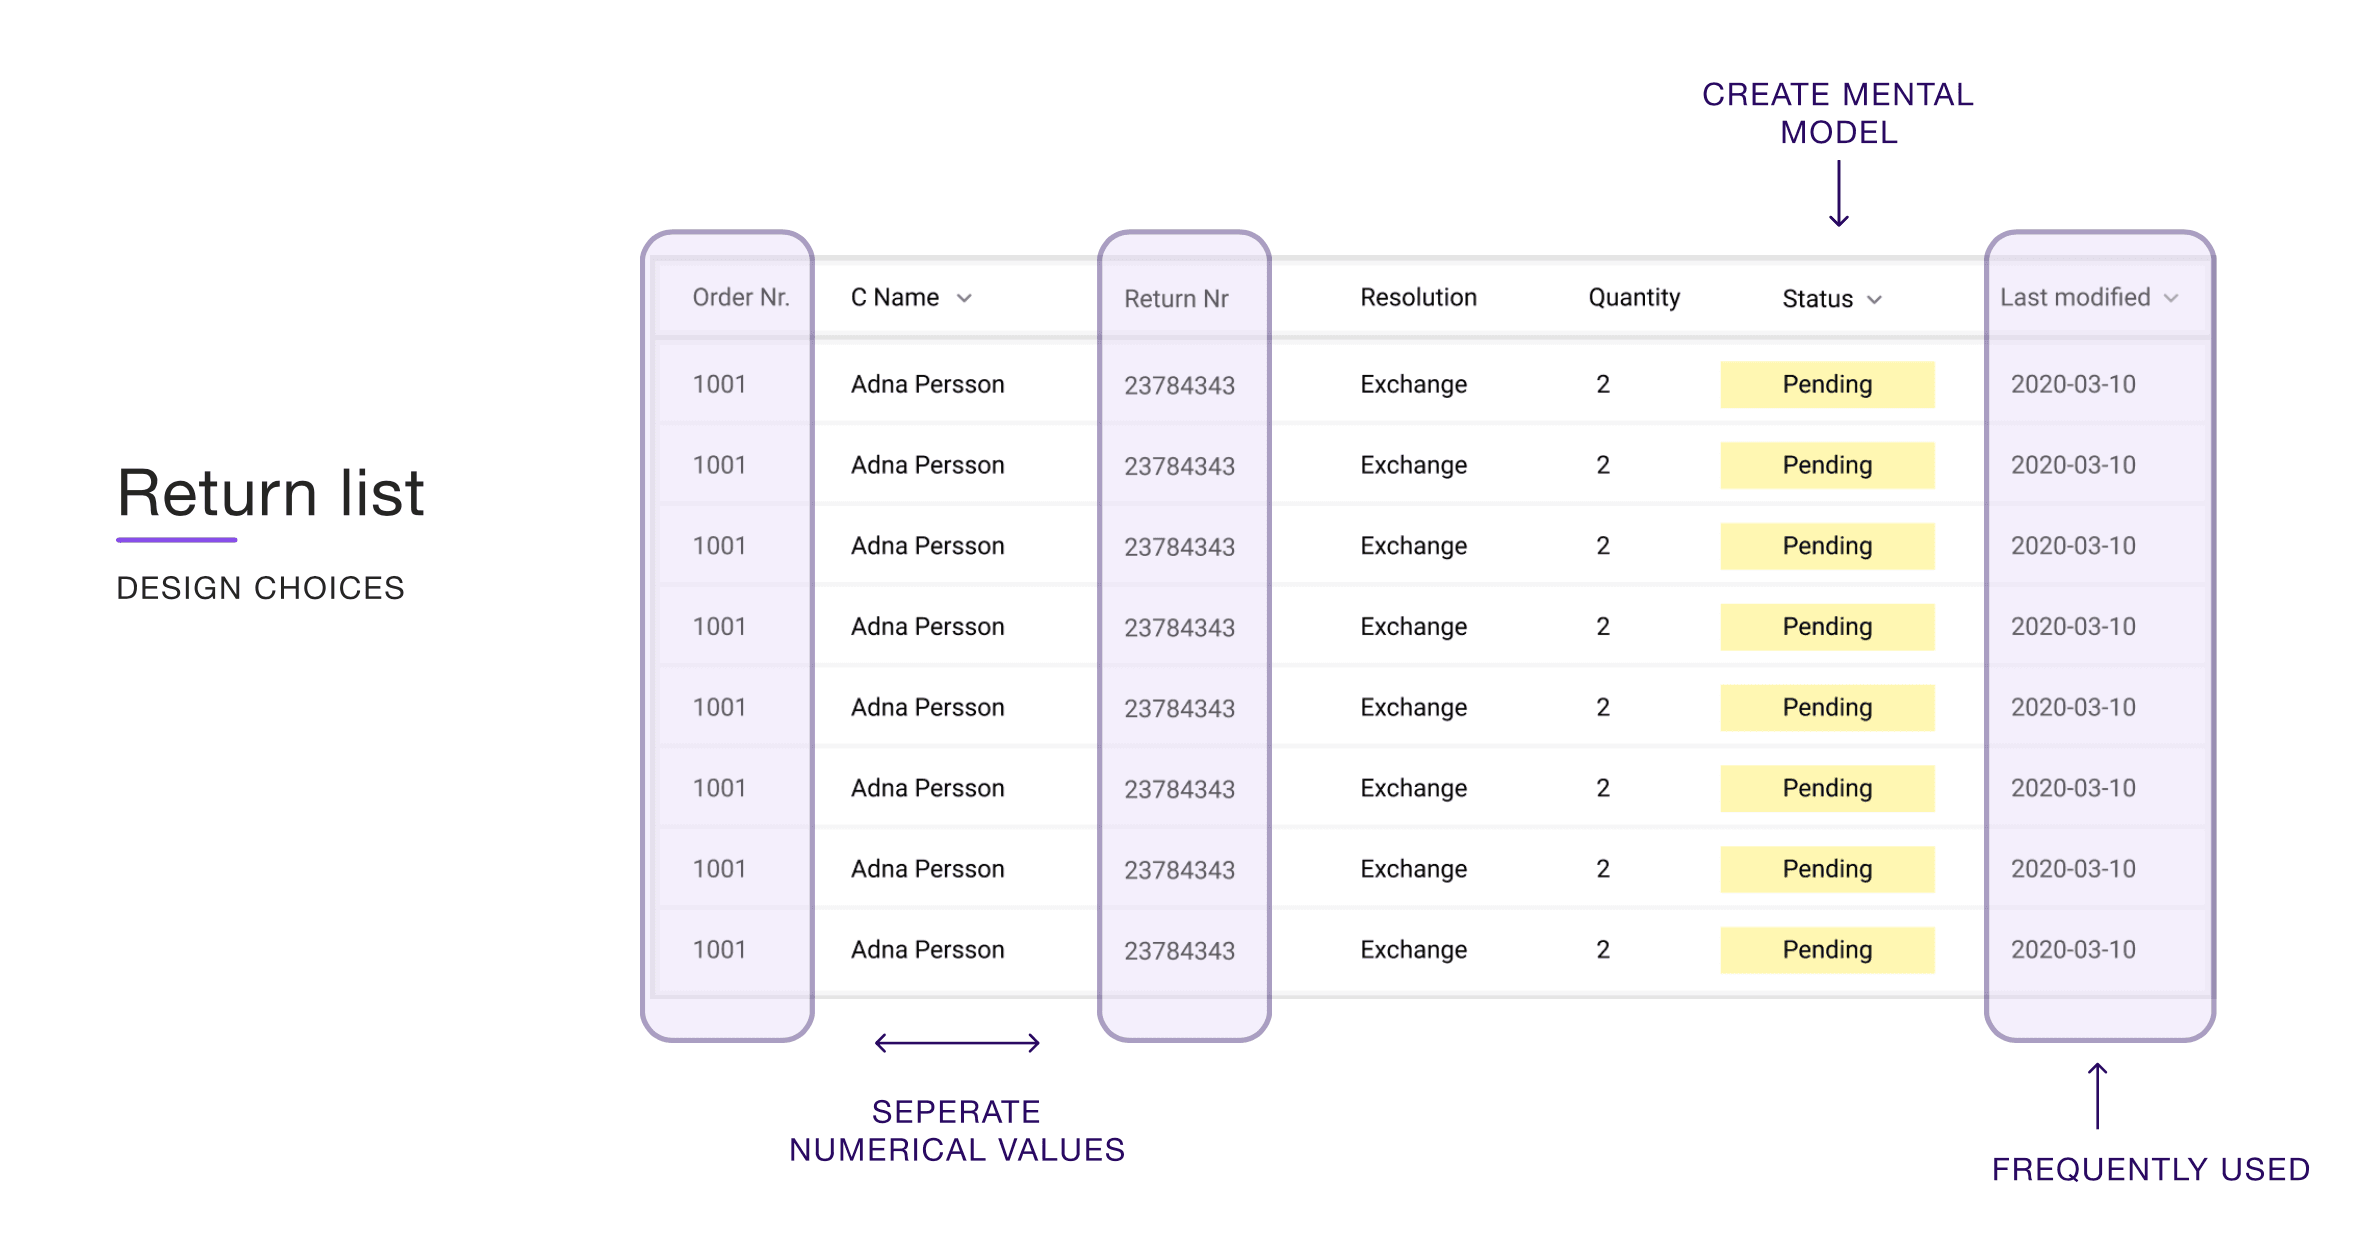 CREATE MENTAL
MODEL
Return list
DESIGN CHOICES
Order Nr. C Name Return Nr Resolution Quantity Status Last modified
1001 Adna Persson 23784343 Exchange 2 Pending 2020-03-10
1001 Adna Persson 23784343 Exchange 2 Pending 2020-03-10
1001 Adna Persson 23784343 Exchange 2 Pending 2020-03-10
1001 Adna Persson 23784343 Exchange 2 Pending 2020-03-10
1001 Adna Persson 23784343 Exchange 2 Pending 2020-03-10
1001 Adna Persson 23784343 Exchange 2 Pending 2020-03-10
1001 Adna Persson 23784343 Exchange 2 Pending 2020-03-10
1001 Adna Persson 23784343 Exchange 2 Pending 2020-03-10
SEPERATE
NUMERICAL VALUES
FREQUENTLY USED